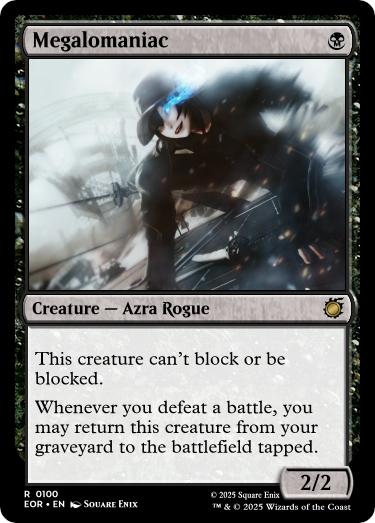 Megalomaniac
Creature — Azra Rogue
This creature can't block or be
blocked.
Whenever you defeat a battle, you
may return this creature from your
graveyard to the battlefield tapped.
2/2
R 0100
EOR • EN SQUARE ENIX
© 2025 Square Enix
™ & © 2025 Wizards of the Coast